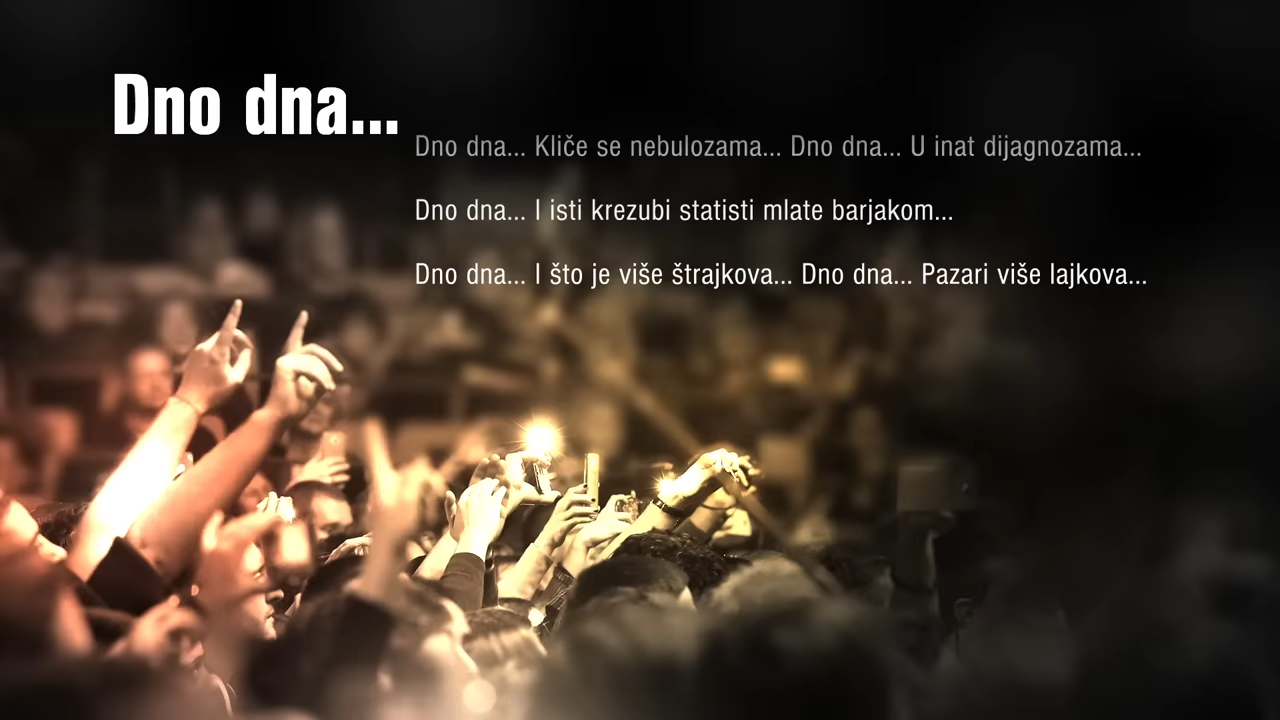 Dno dna...
Dno dna... Kliče se nebulozama... Dno dna... U inat dijagnozama...
Dno dna... I isti krezubi statisti mlate barjakom...
Dno dna... I što je više štrajkova... Dno dna... Pazari više lajkova...